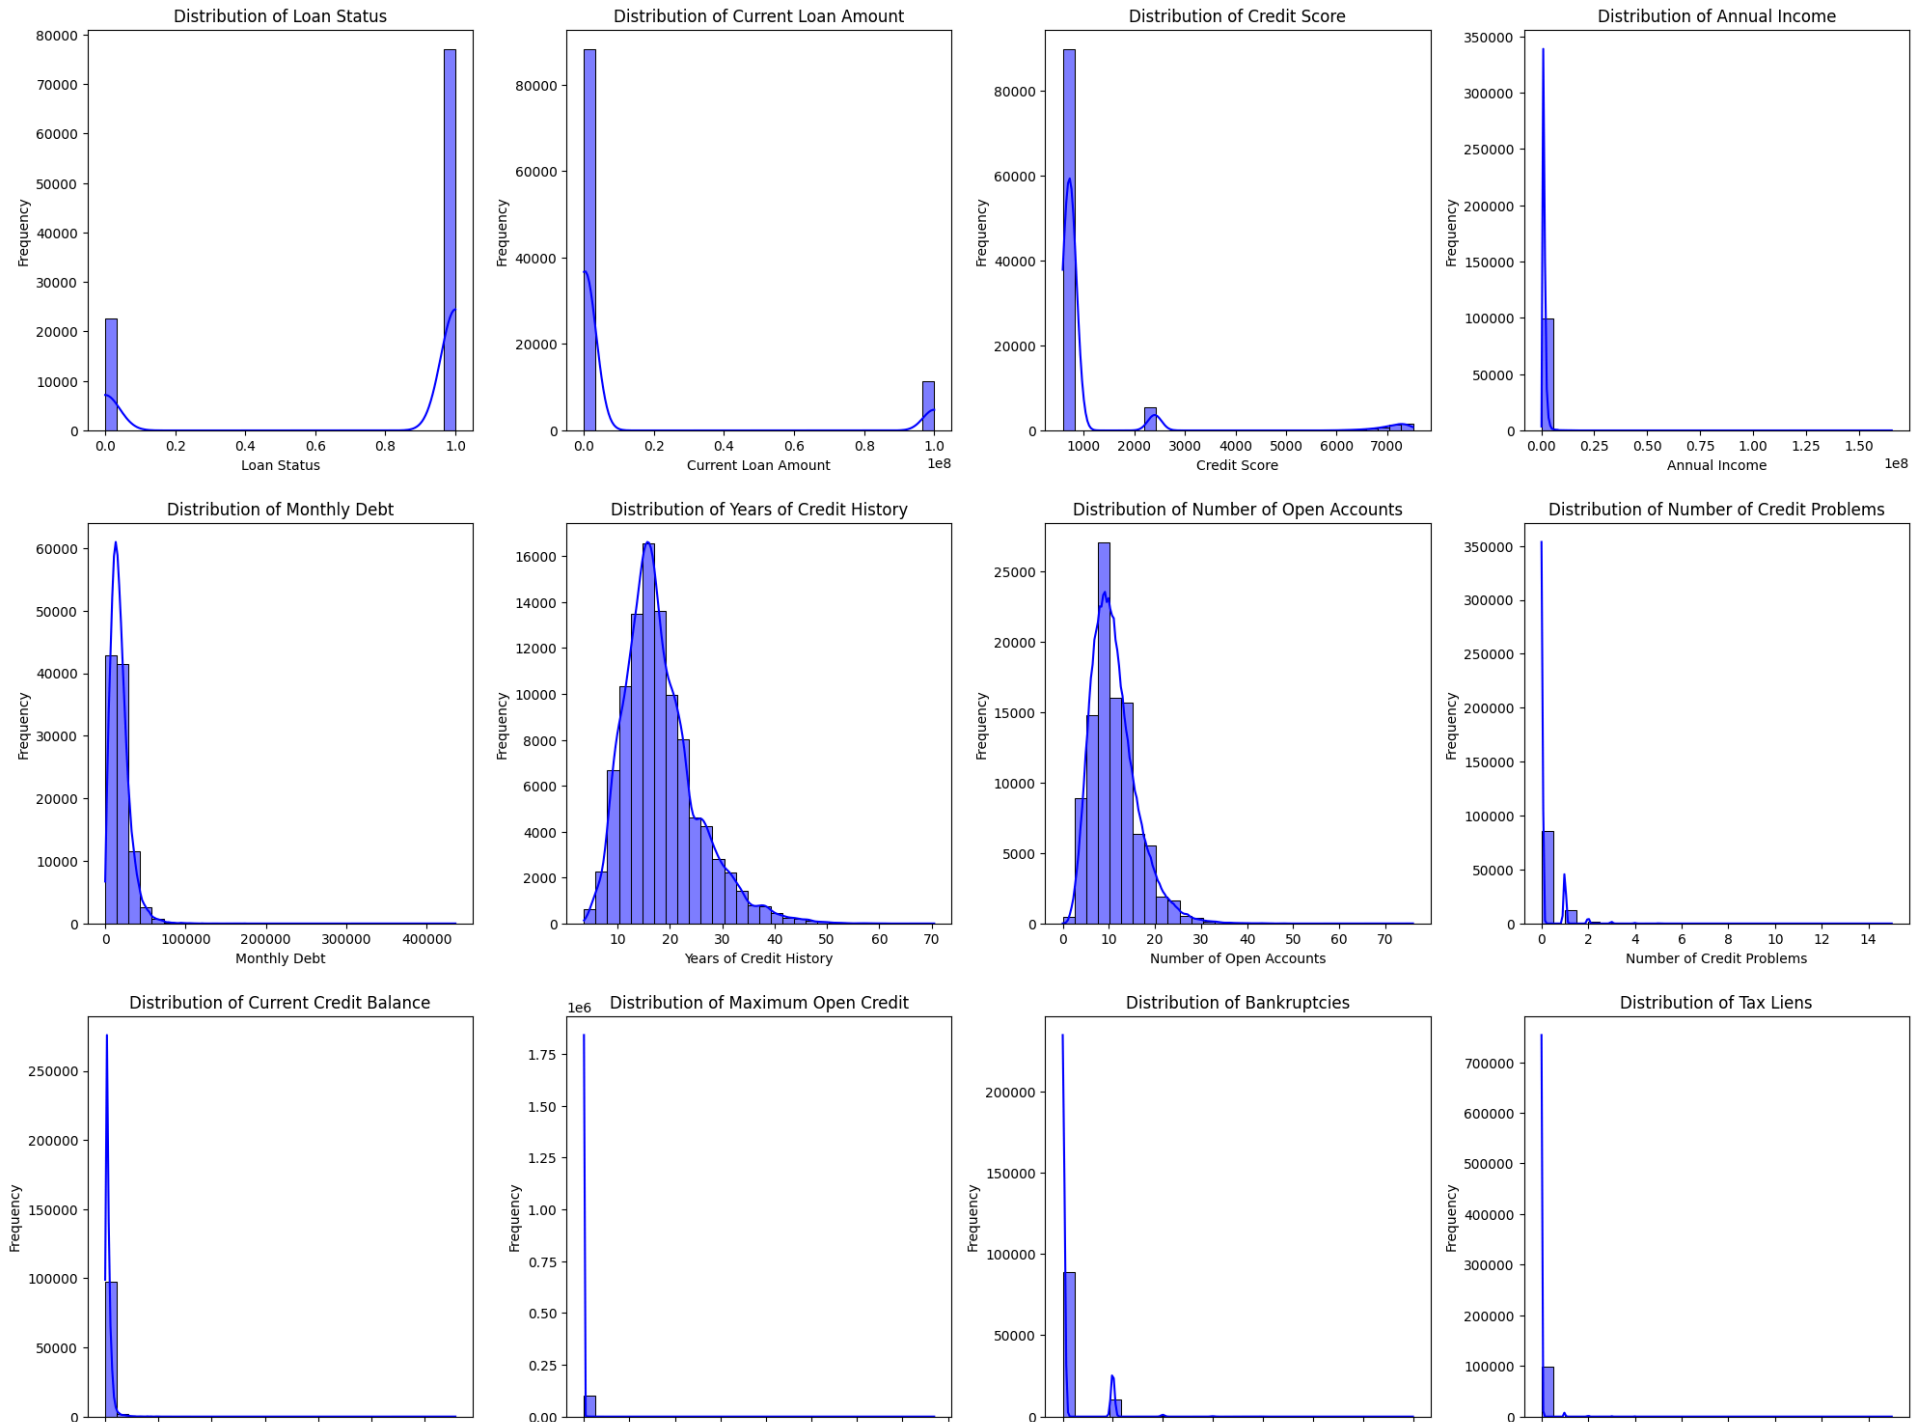 Distribution of Loan Status
80000
70000
60000
50000
40000
30000
20000
10000
0
Frequency
0.0 0.2 0.4 0.6 0.8 1.0
Loan Status
Distribution of Current Loan Amount
80000
60000
40000
20000
0
Frequency
0.0 0.2 0.4 0.6 0.8 1.0
1e8
Current Loan Amount
Distribution of Credit Score
80000
60000
40000
20000
0
Frequency
1000 2000 3000 4000 5000 6000 7000
Credit Score
Distribution of Annual Income
350000
300000
250000
200000
150000
100000
50000
0
Frequency
0.00 0.25 0.50 0.75 1.00 1.25 1.50
1e8
Annual Income
Distribution of Monthly Debt
60000
50000
40000
30000
20000
10000
0
Frequency
0 100000 200000 300000 400000
Monthly Debt
Distribution of Years of Credit History
16000
14000
12000
10000
8000
6000
4000
2000
0
Frequency
10 20 30 40 50 60 70
Years of Credit History
Distribution of Number of Open Accounts
25000
20000
15000
10000
5000
0
Frequency
0 10 20 30 40 50 60 70
Number of Open Accounts
Distribution of Number of Credit Problems
350000
300000
250000
200000
150000
100000
50000
0
Frequency
0 2 4 6 8 10 12 14
Number of Credit Problems
Distribution of Current Credit Balance
250000
200000
150000
100000
50000
0
Frequency
Distribution of Maximum Open Credit
1e6
1.75
1.50
1.25
1.00
0.75
0.50
0.25
0.00
Frequency
Distribution of Bankruptcies
200000
150000
100000
50000
0
Frequency
Distribution of Tax Liens
700000
600000
500000
400000
300000
200000
100000
0
Frequency